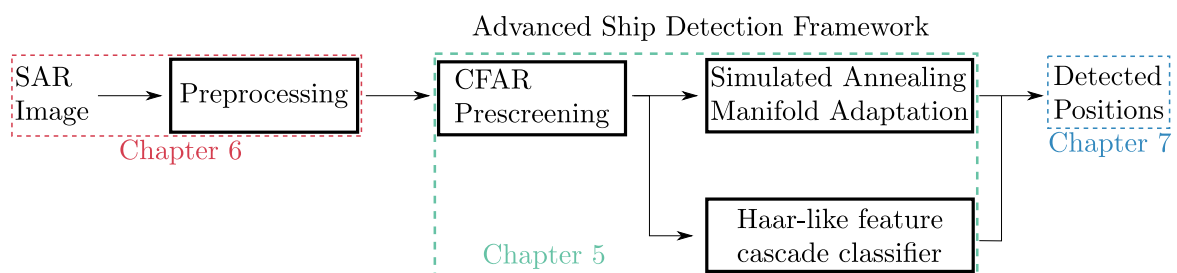 Advanced Ship Detection Framework
SAR
Image
Preprocessing
Chapter 6
CFAR
Prescreening
Simulated Annealing
Manifold Adaptation
Haar-like feature
cascade classifier
Chapter 5
Detected
Positions
Chapter 7